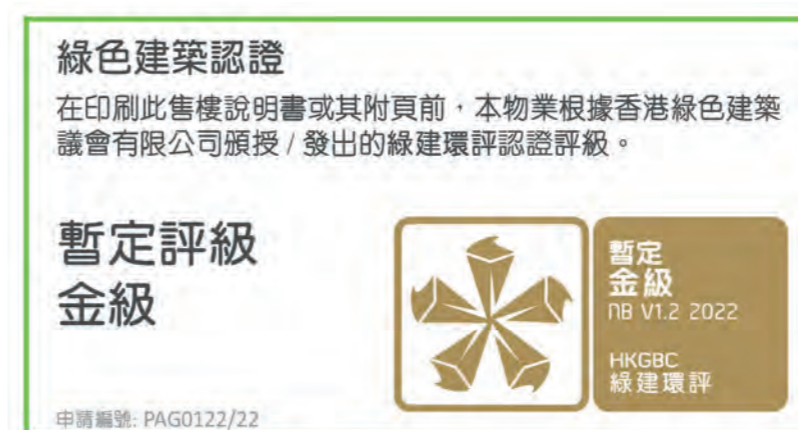 綠色建築認證
在印刷此售樓說明書或其附頁前，本物業根據香港綠色建築
議會有限公司頒授 / 發出的綠建環評認證評級。
暫定評級
金級
暫定
金級
NB V1.2 2022
HKGBC
綠建環評
申請編號: PAG0122/22